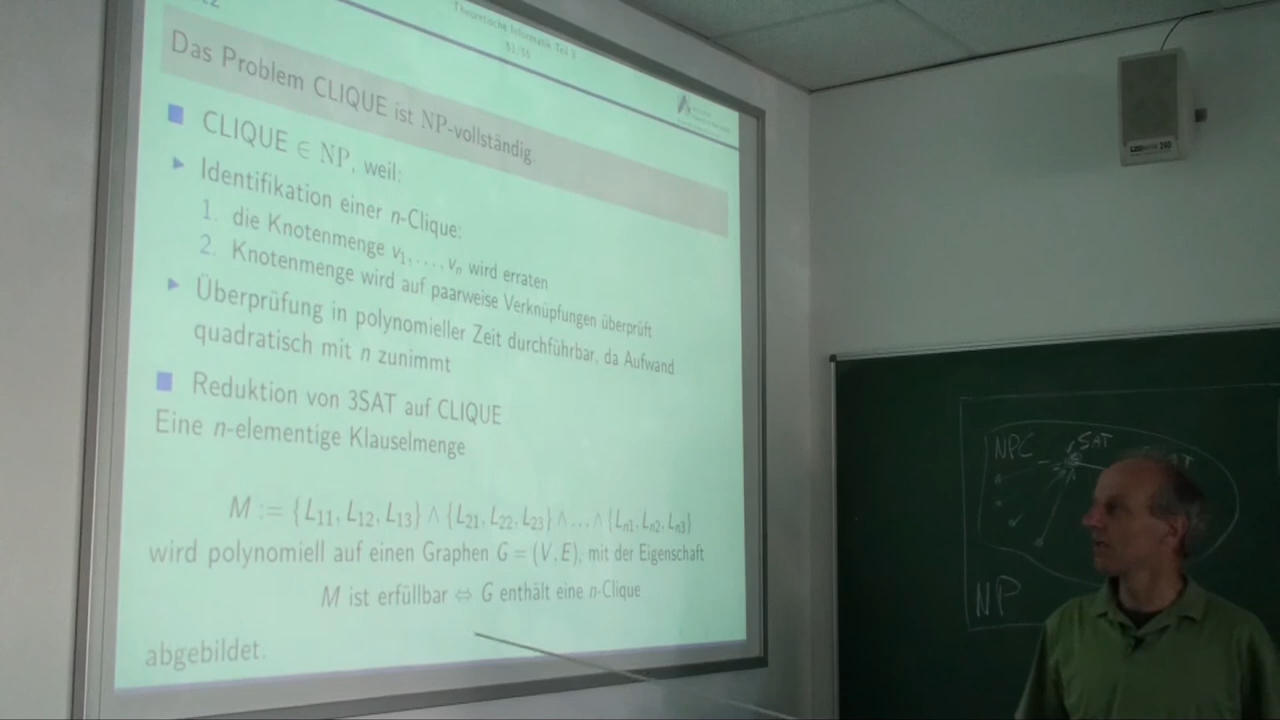 Theoretische Informatik Teil
Das Problem CLIQUE ist NP-vollständig.
■ CLIQUE ∈ NP, weil:
▶ Identifikation einer n-Clique:
1. die Knotenmenge v₁, . . . , vₙ wird erraten
2. Knotenmenge wird auf paarweise Verknüpfungen überprüft
▶ Überprüfung in polynomieller Zeit durchführbar, da Aufwand
quadratisch mit n zunimmt
■ Reduktion von 3SAT auf CLIQUE
Eine n-elementige Klauselmenge
M := {L₁₁, L₁₂, L₁₃} ∧ {L₂₁, L₂₂, L₂₃} ∧ . . . ∧ {Lₙ₁, Lₙ₂, Lₙ₃}
wird polynomiell auf einen Graphen G = (V, E), mit der Eigenschaft
M ist erfüllbar ⇔ G enthält eine n-Clique
abgebildet.
NPC SAT
NP